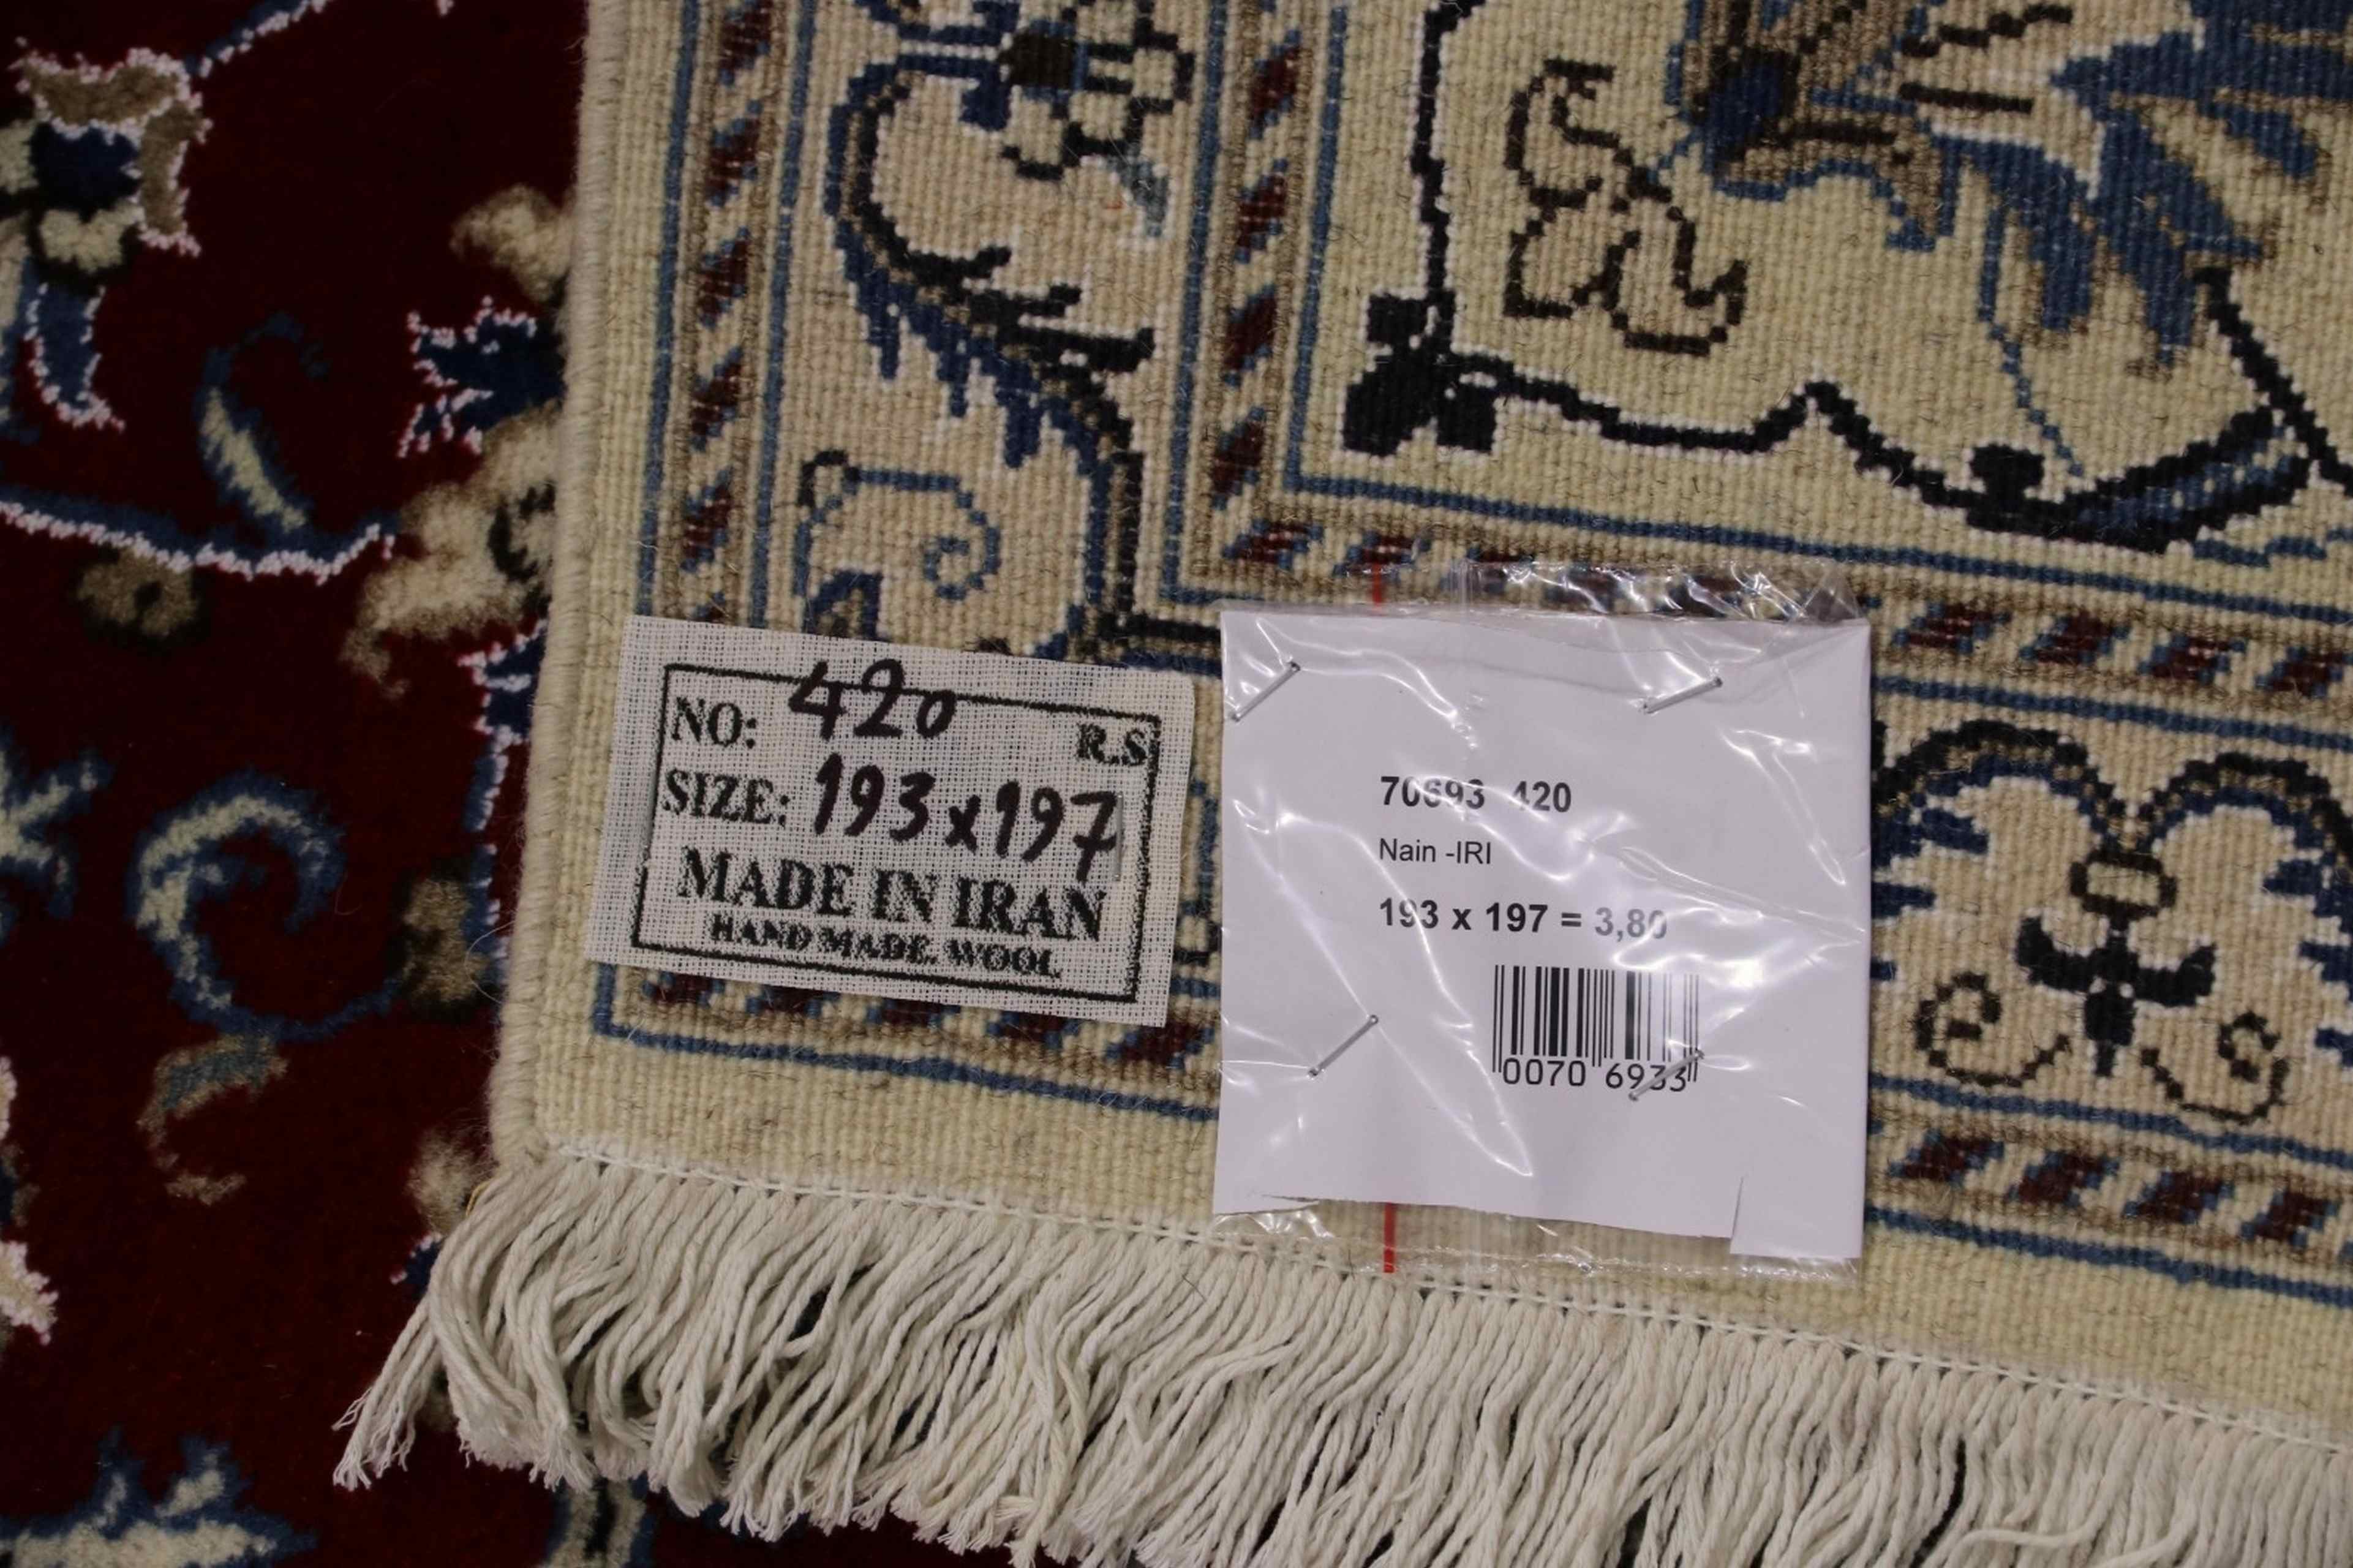 NO: 420 R.S
SIZE: 193x197
MADE IN IRAN
HAND MADE. WOOL
70693 420
Nain -IRI
193 x 197 = 3,80
0070 6933